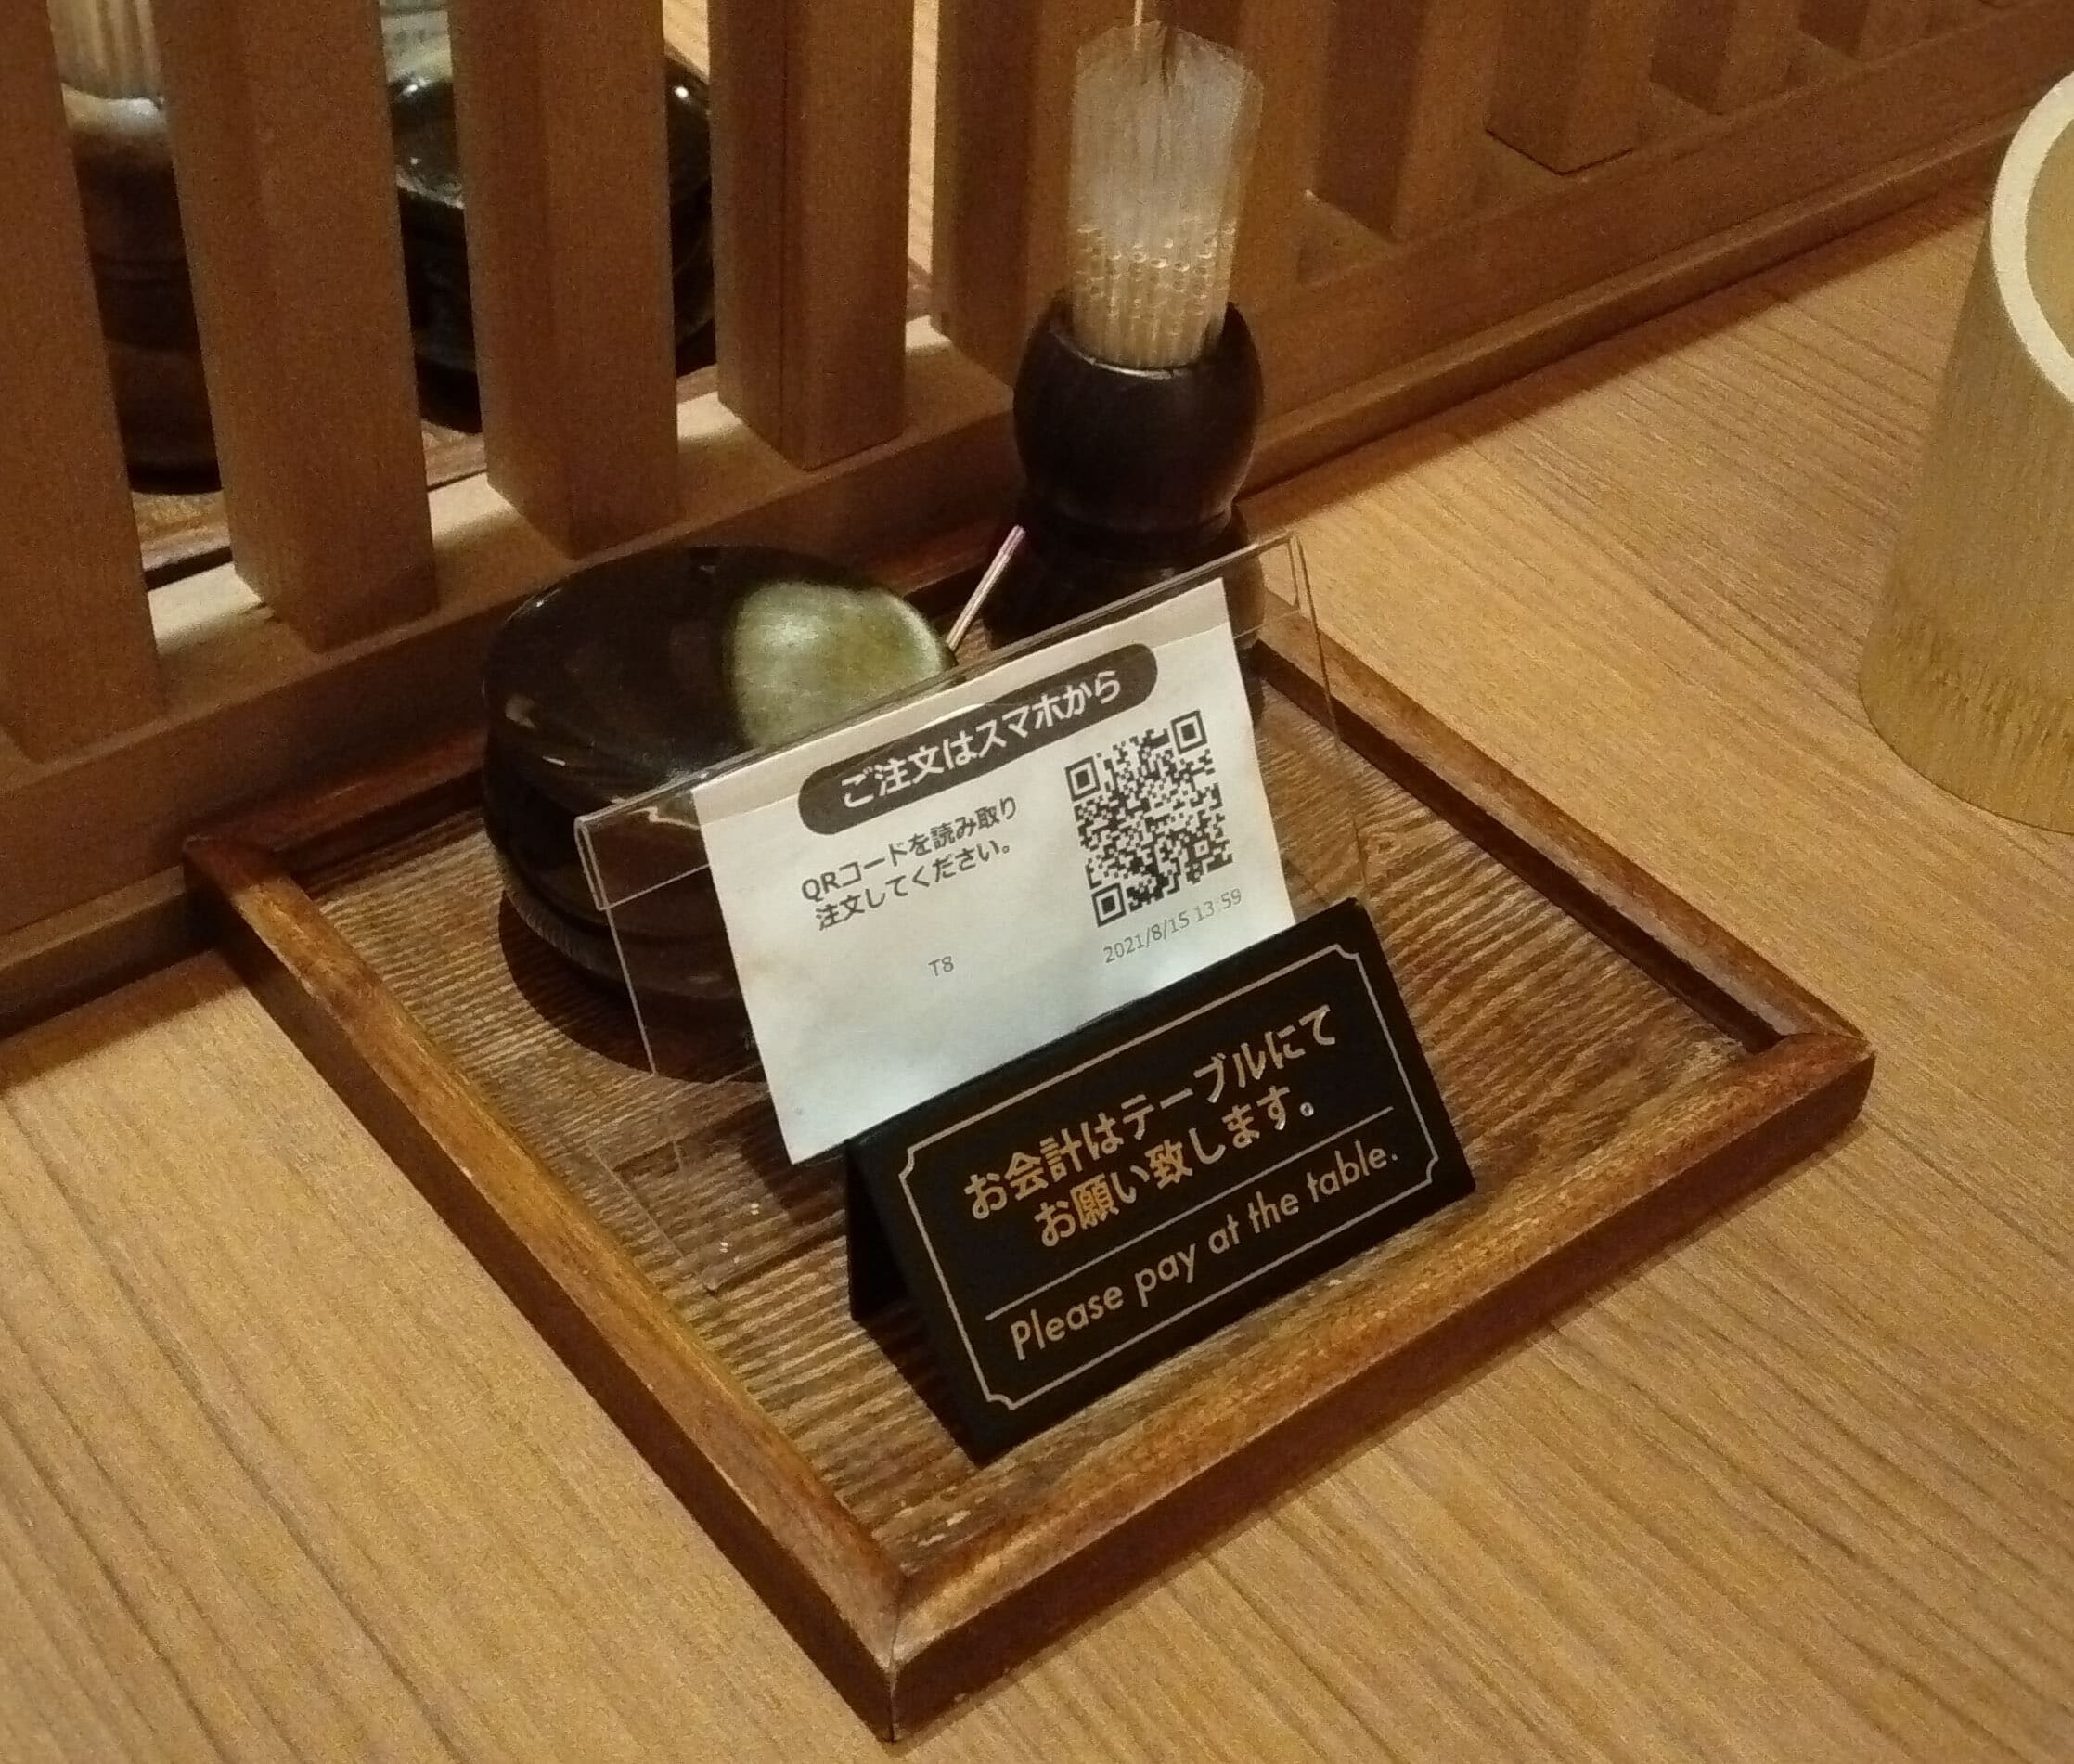 ご注文はスマホから
QRコードを読み取り
注文してください。
T8
2021/8/15 13:59
お会計はテーブルにて
お願い致します。
Please pay at the table.